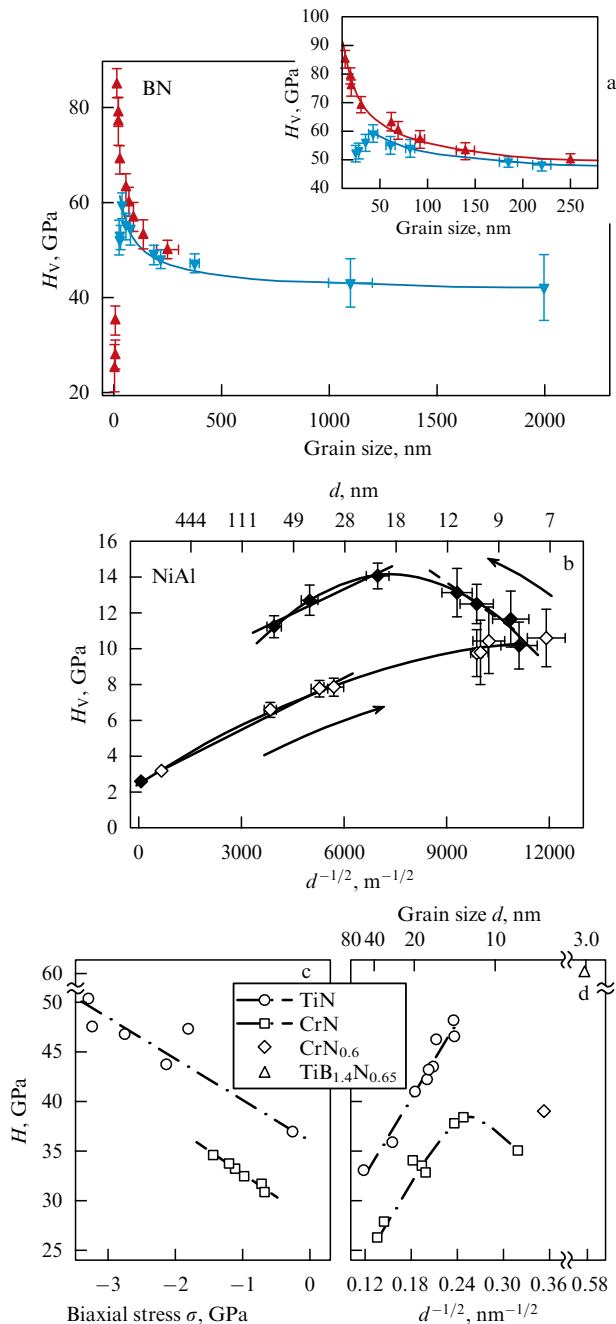 a
BN
H_V, GPa
80
60
40
20
0
500
1000
1500
2000
Grain size, nm
H_V, GPa
100
90
80
70
60
50
40
50
100
150
200
250
Grain size, nm
d, nm
444 111 49 28 18 12 9 7
b
NiAl
H_V, GPa
16
14
12
10
8
6
4
2
0
0 3000 6000 9000 12000
d^{-1/2}, m^{-1/2}
Grain size d, nm
80 40 20 10 3.0
c
d
TiN
CrN
CrN_{0.6}
TiB_{1.4}N_{0.65}
H, GPa
60
50
45
40
35
30
25
−3 −2 −1 0
Biaxial stress σ, GPa
0.12 0.18 0.24 0.30 0.36 0.58
d^{-1/2}, nm^{-1/2}